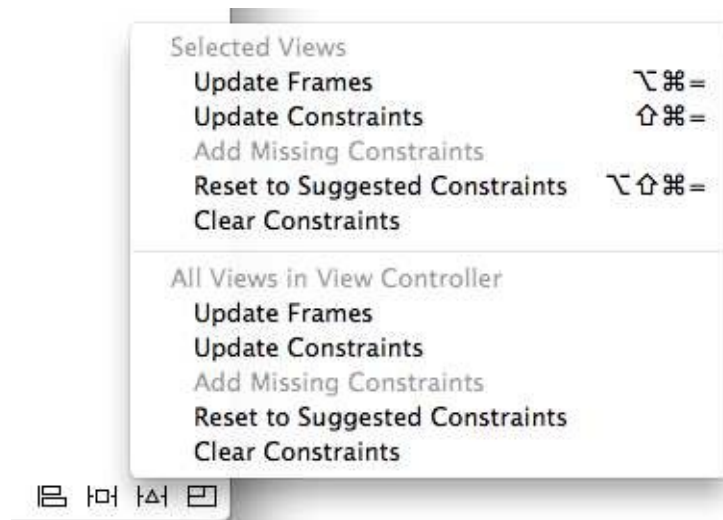 Selected Views
Update Frames ⌥⌘=
Update Constraints ⇧⌘=
Add Missing Constraints
Reset to Suggested Constraints ⌥⇧⌘=
Clear Constraints
All Views in View Controller
Update Frames
Update Constraints
Add Missing Constraints
Reset to Suggested Constraints
Clear Constraints